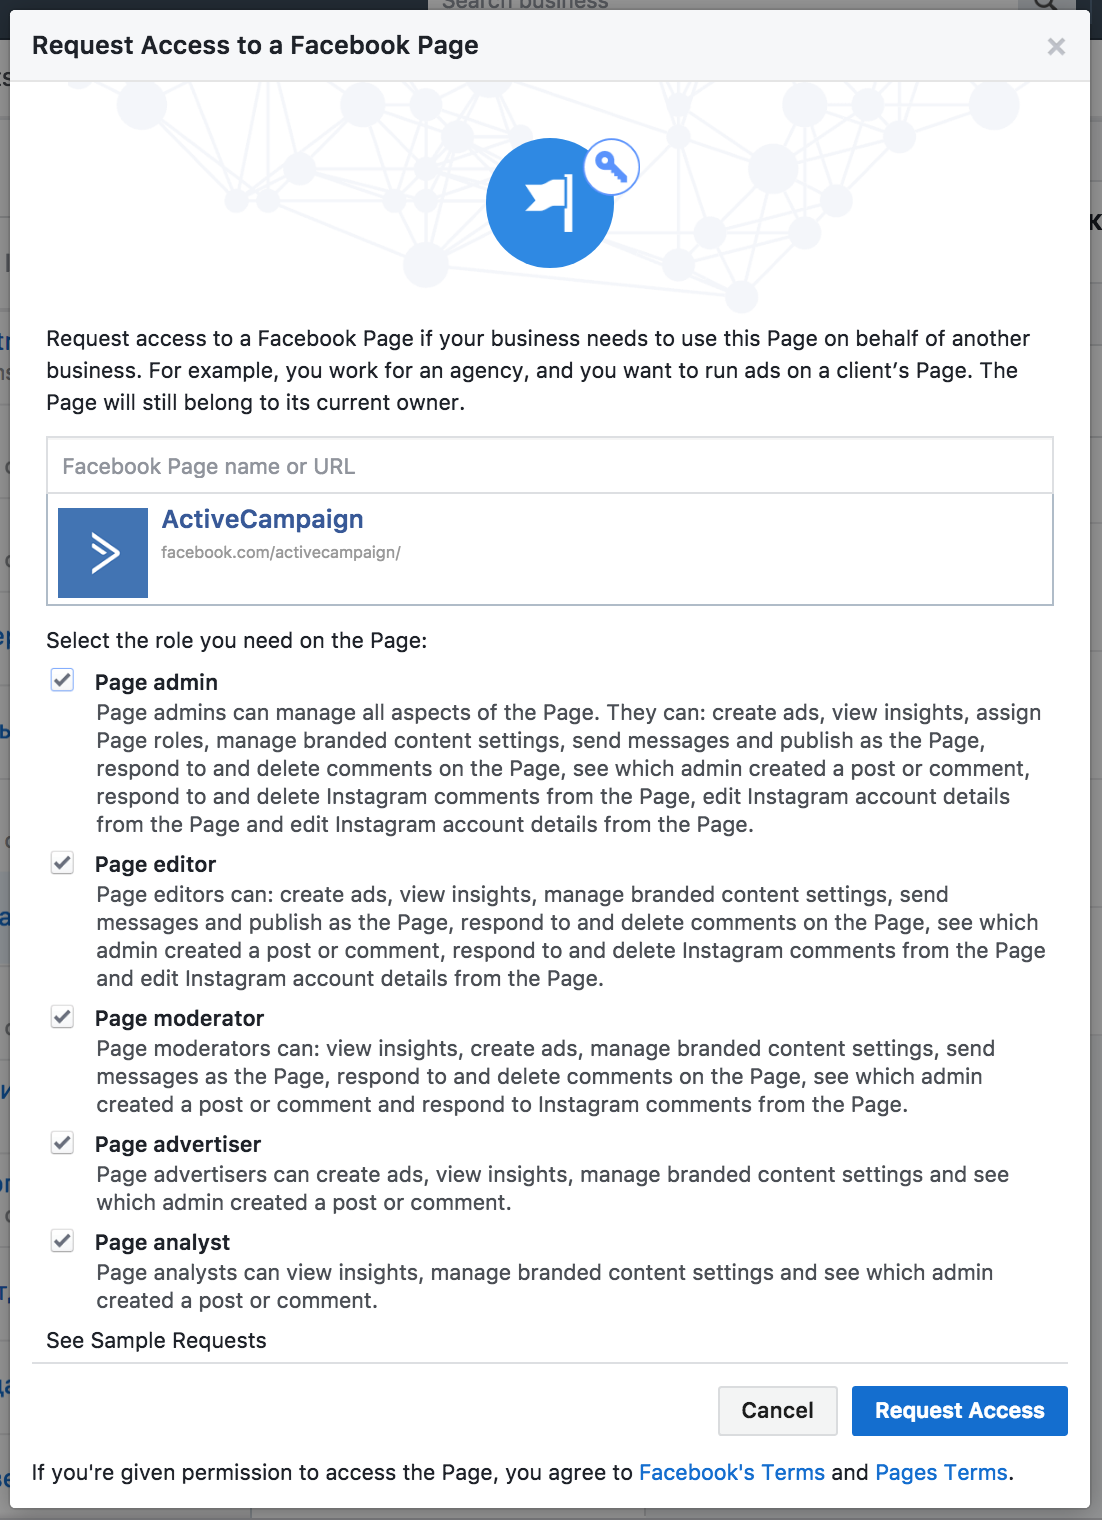 Search business
Request Access to a Facebook Page
Request access to a Facebook Page if your business needs to use this Page on behalf of another
business. For example, you work for an agency, and you want to run ads on a client’s Page. The
Page will still belong to its current owner.
Facebook Page name or URL
ActiveCampaign
facebook.com/activecampaign/
Select the role you need on the Page:
Page admin
Page admins can manage all aspects of the Page. They can: create ads, view insights, assign
Page roles, manage branded content settings, send messages and publish as the Page,
respond to and delete comments on the Page, see which admin created a post or comment,
respond to and delete Instagram comments from the Page, edit Instagram account details
from the Page and edit Instagram account details from the Page.
Page editor
Page editors can: create ads, view insights, manage branded content settings, send
messages and publish as the Page, respond to and delete comments on the Page, see which
admin created a post or comment, respond to and delete Instagram comments from the Page
and edit Instagram account details from the Page.
Page moderator
Page moderators can: view insights, create ads, manage branded content settings, send
messages as the Page, respond to and delete comments on the Page, see which admin
created a post or comment and respond to Instagram comments from the Page.
Page advertiser
Page advertisers can create ads, view insights, manage branded content settings and see
which admin created a post or comment.
Page analyst
Page analysts can view insights, manage branded content settings and see which admin
created a post or comment.
See Sample Requests
Cancel
Request Access
If you're given permission to access the Page, you agree to Facebook's Terms and Pages Terms.